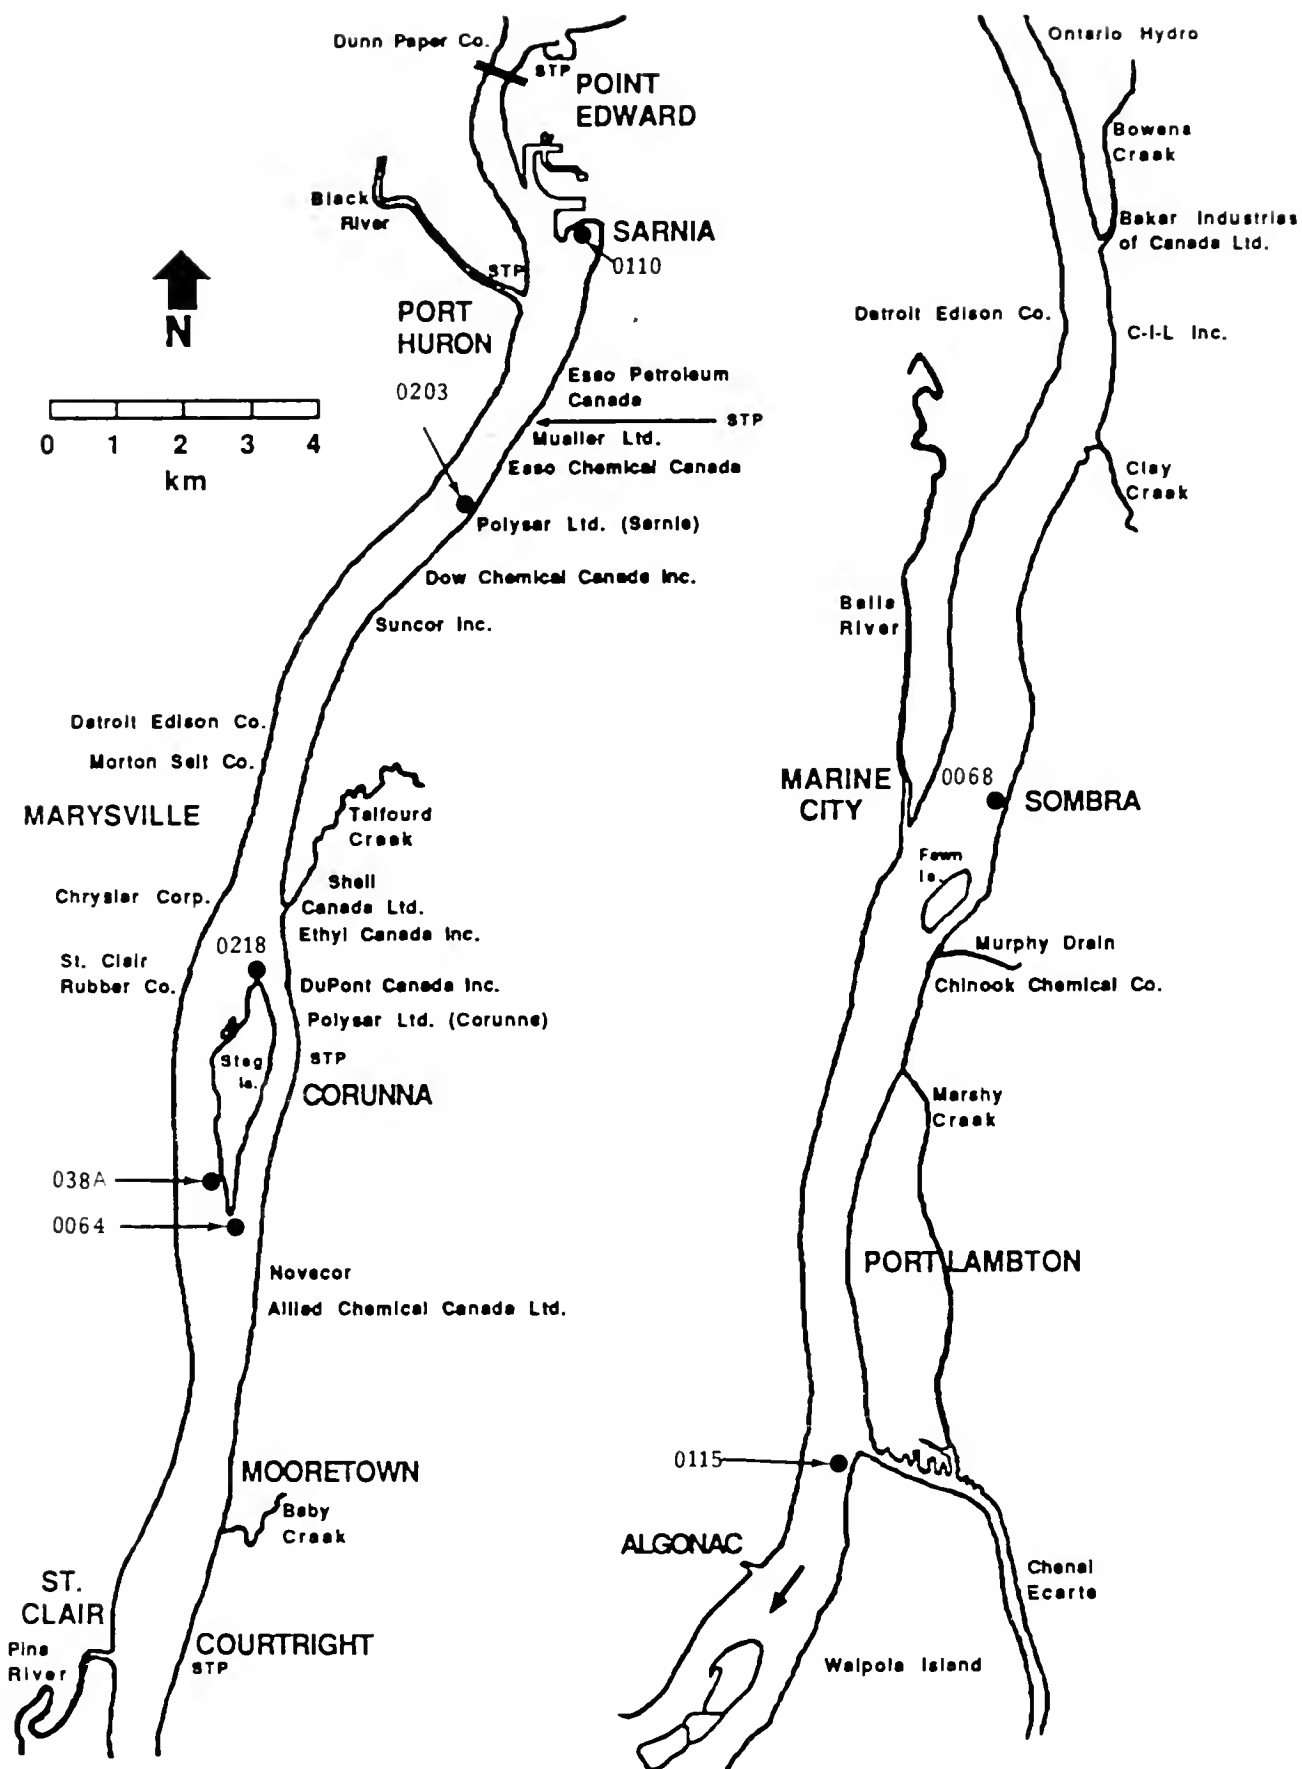 Dunn Paper Co.
STP
POINT
EDWARD
Black
River
SARNIA
0110
STP
PORT
HURON
N
0203
Esso Petroleum
Canada
STP
Mueller Ltd.
Esso Chemical Canada
0 1 2 3 4
km
Polysar Ltd. (Sarnia)
Dow Chemical Canada Inc.
Suncor Inc.
Detroit Edison Co.
Morton Salt Co.
MARYSVILLE
Talfourd
Creek
Chrysler Corp.
Shell
Canada Ltd.
Ethyl Canada Inc.
0218
St. Clair
Rubber Co.
DuPont Canada Inc.
Polysar Ltd. (Corunna)
Stag
Is.
STP
CORUNNA
038A
0064
Novacor
Allied Chemical Canada Ltd.
MOORETOWN
Baby
Creek
ST.
CLAIR
Pine
River
COURTRIGHT
STP
Ontario Hydro
Bowens
Creek
Baker Industries
of Canada Ltd.
Detroit Edison Co.
C-I-L Inc.
Clay
Creek
Belle
River
MARINE
CITY
0068
SOMBRA
Fawn
Is.
Murphy Drain
Chinook Chemical Co.
Marshy
Creek
PORT LAMBTON
0115
ALGONAC
Chenal
Ecarte
Walpole Island